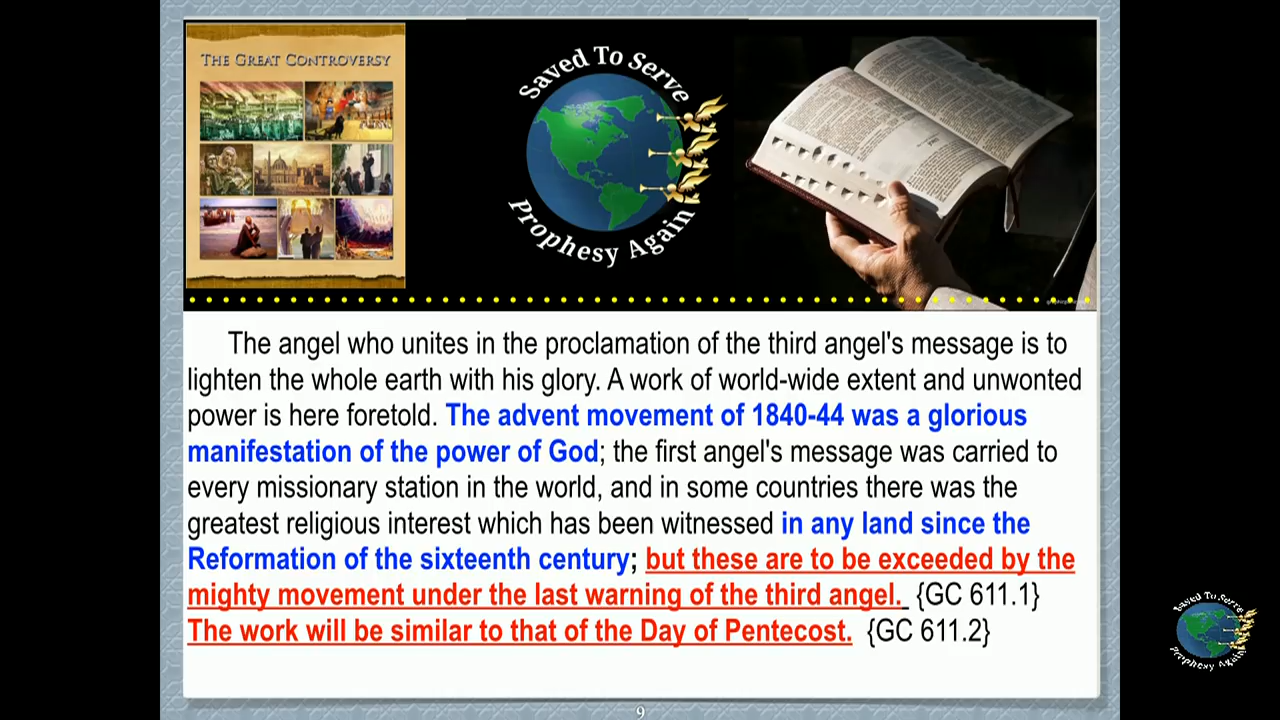 THE GREAT CONTROVERSY
Saved To Serve
Prophesy Again
The angel who unites in the proclamation of the third angel's message is to
lighten the whole earth with his glory. A work of world-wide extent and unwonted
power is here foretold. The advent movement of 1840-44 was a glorious
manifestation of the power of God; the first angel's message was carried to
every missionary station in the world, and in some countries there was the
greatest religious interest which has been witnessed in any land since the
Reformation of the sixteenth century; but these are to be exceeded by the
mighty movement under the last warning of the third angel. {GC 611.1}
The work will be similar to that of the Day of Pentecost. {GC 611.2}
9
Saved To Serve
Prophesy Again